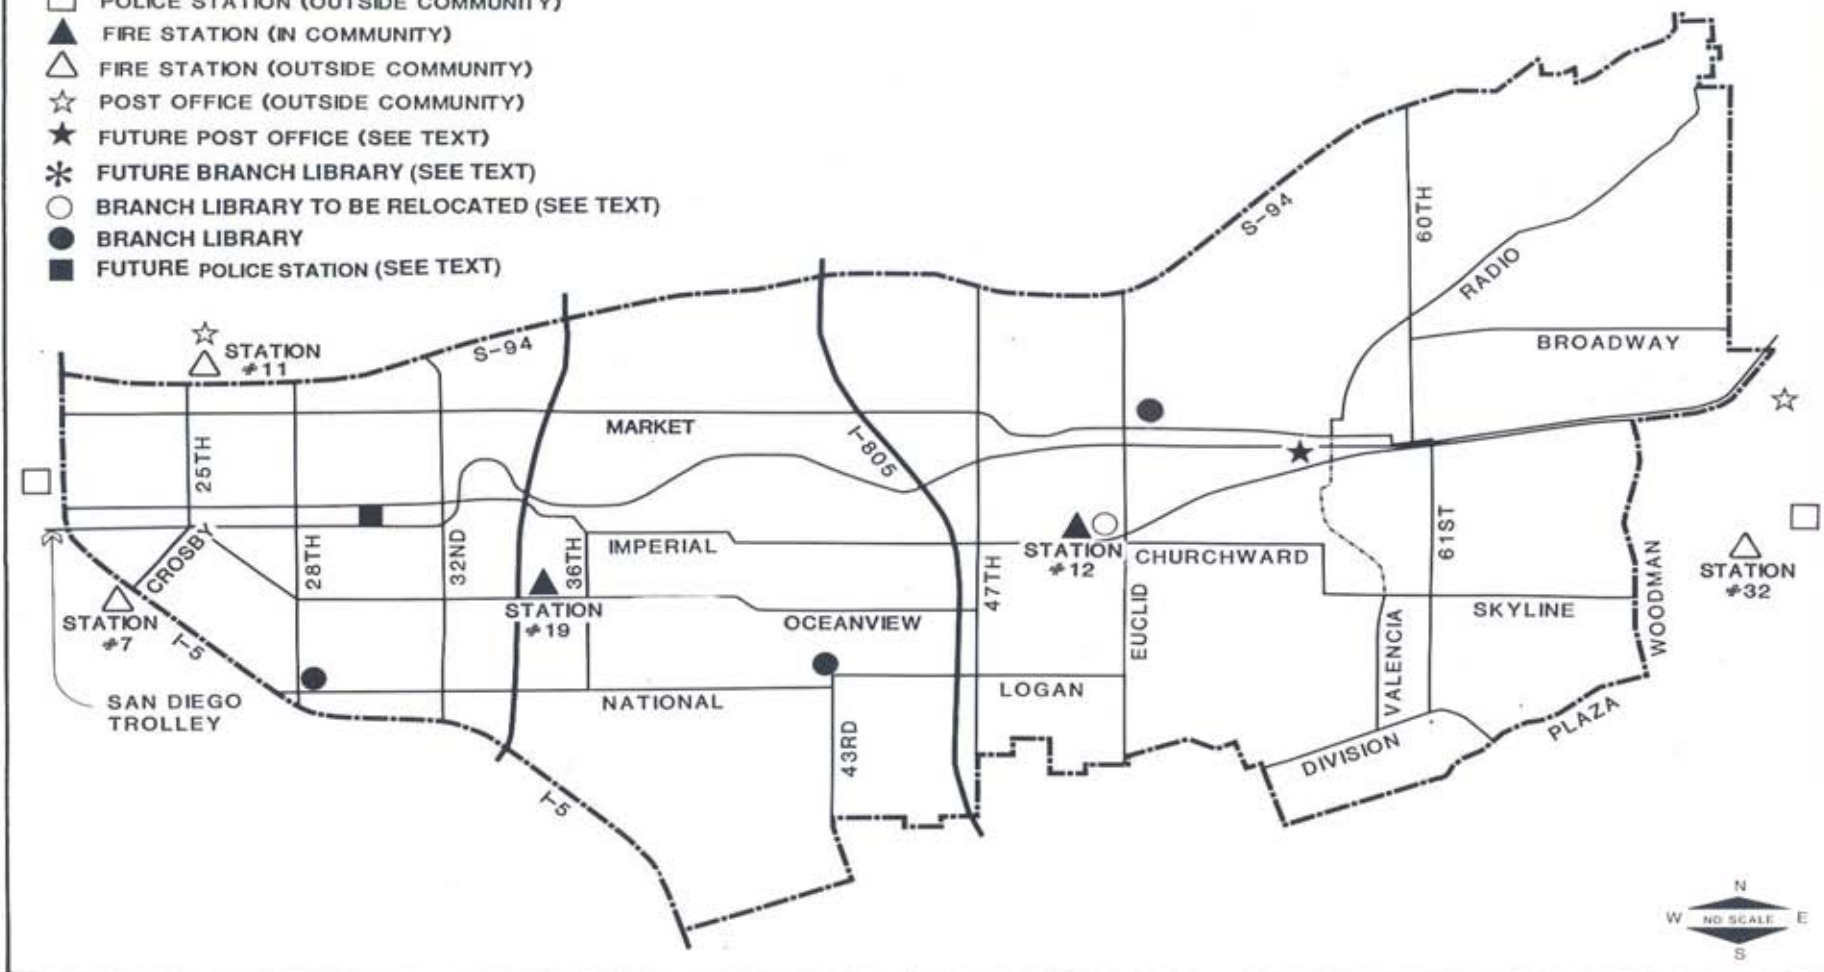 POLICE STATION (OUTSIDE COMMUNITY)
FIRE STATION (IN COMMUNITY)
FIRE STATION (OUTSIDE COMMUNITY)
POST OFFICE (OUTSIDE COMMUNITY)
FUTURE POST OFFICE (SEE TEXT)
FUTURE BRANCH LIBRARY (SEE TEXT)
BRANCH LIBRARY TO BE RELOCATED (SEE TEXT)
BRANCH LIBRARY
FUTURE POLICE STATION (SEE TEXT)
S-94
60TH
RADIO
BROADWAY
STATION
#11
S-94
MARKET
I-805
25TH
CROSBY
28TH
32ND
36TH
IMPERIAL
47TH
STATION
#12
CHURCHWARD
EUCLID
61ST
WOODMAN
STATION
#32
STATION
#7
I-5
STATION
#19
OCEANVIEW
SKYLINE
VALENCIA
SAN DIEGO
TROLLEY
NATIONAL
LOGAN
43RD
DIVISION
PLAZA
I-5
N
W NO SCALE E
S